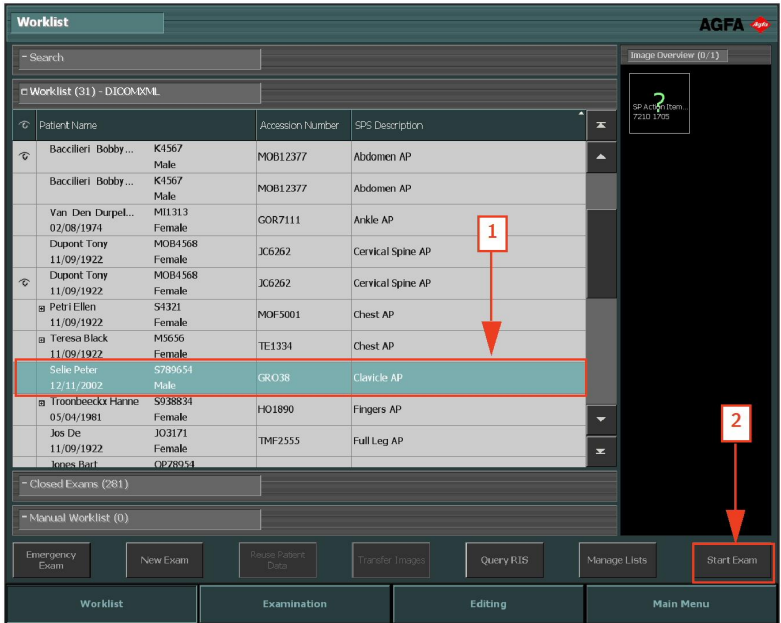 Worklist
AGFA
Agfa
- Search
Image Overview (0/1)
Worklist (31) - DICOMXML
Patient Name Accession Number SPS Description
?
SP Action Item...
7210 1705
Baccilieri Bobby... K4567 MOB12377 Abdomen AP
Male
Baccilieri Bobby... K4567 MOB12377 Abdomen AP
Male
Van Den Durpel... MI1313 GOR7111 Ankle AP
02/08/1974 Female
1
Dupont Tony MOB4568 JC6262 Cervical Spine AP
11/09/1922 Female
Dupont Tony MOB4568 JC6262 Cervical Spine AP
11/09/1922 Female
Petri Ellen S4321 MOF5001 Chest AP
11/09/1922 Female
Teresa Black M5656 TE1334 Chest AP
11/09/1922 Female
Selie Peter S789654 GRO38 Clavicle AP
12/11/2002 Male
Troonbeeckx Hanne S938834 HO1890 Fingers AP
05/04/1981 Female
2
Jos De JO3171 TMF2555 Full Leg AP
11/09/1922 Female
Jones Bart OP78954
- Closed Exams (281)
- Manual Worklist (0)
Emergency Exam
New Exam
Reuse Patient Data
Transfer Images
Query RIS
Manage Lists
Start Exam
Worklist Examination Editing Main Menu